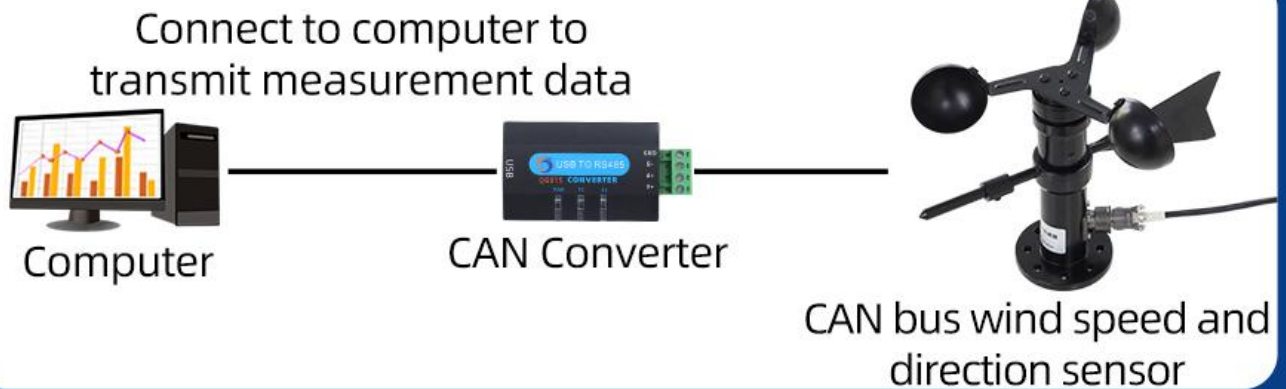 Connect to computer to
transmit measurement data
USB
USB TO RS485
CONVERTER
GND
Computer
CAN Converter
CAN bus wind speed and
direction sensor